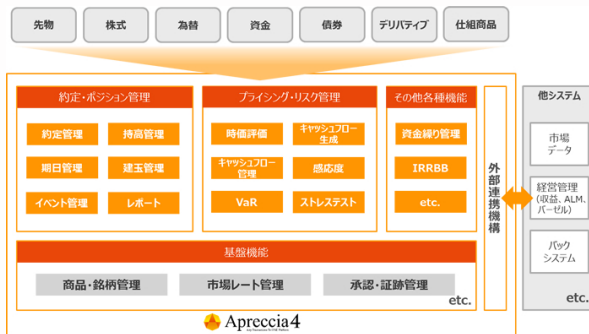 先物
株式
為替
資金
債券
デリバティブ
仕組商品
約定・ポジション管理
約定管理
持高管理
期日管理
建玉管理
イベント管理
レポート
プライシング・リスク管理
時価評価
キャッシュフロー
生成
キャッシュフロー
管理
感応度
VaR
ストレステスト
その他各種機能
資金繰り管理
IRRBB
etc.
外部連携機構
他システム
市場
データ
経営管理
(収益、ALM、
バーゼル)
バック
システム
etc.
基盤機能
商品・銘柄管理
市場レート管理
承認・証跡管理
etc.
Apreccia4